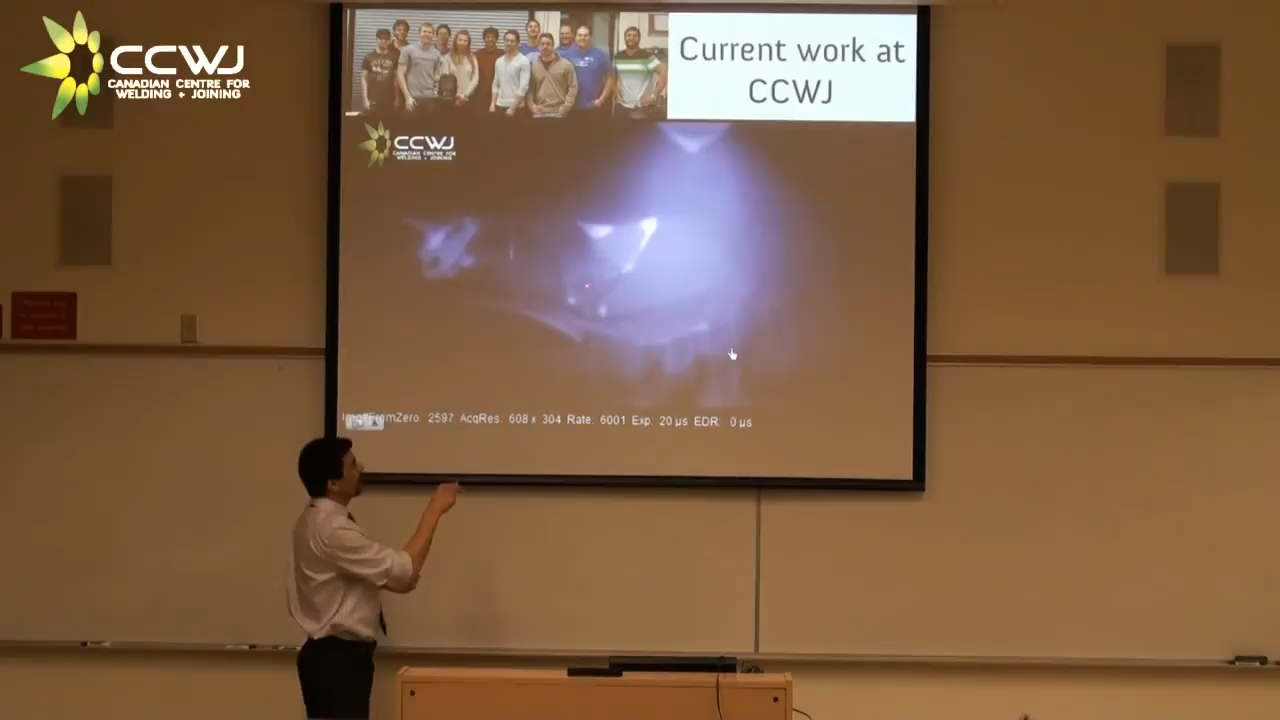 CCWJ
CANADIAN CENTRE FOR
WELDING + JOINING
Current work at
CCWJ
CCWJ
CANADIAN CENTRE FOR
WELDING + JOINING
2597 AcqRes: 608 x 304 Rate: 6001 Exp: 20 µs EDR: 0 µs